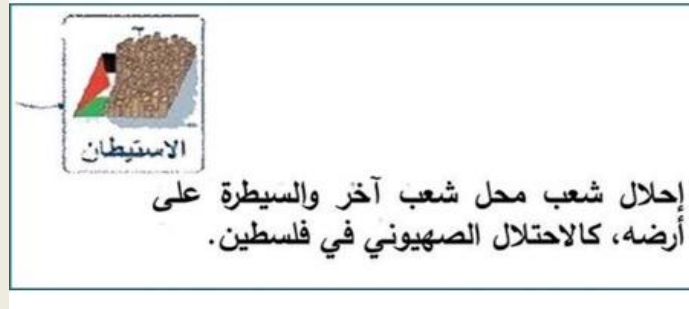 الاستيطان
إحلال شعب محل شعب آخر والسيطرة على
أرضه، كالاحتلال الصهيوني في فلسطين.